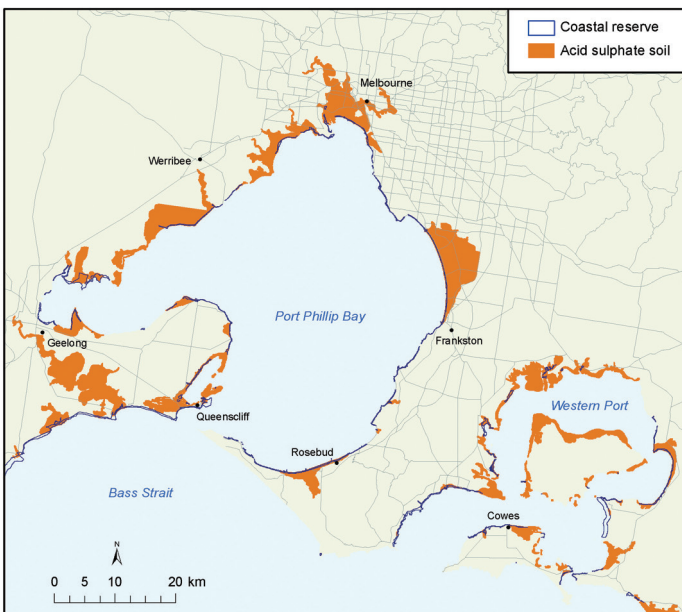 Coastal reserve
Acid sulphate soil
Melbourne
Werribee
Port Phillip Bay
Geelong
Frankston
Queenscliff
Western Port
Rosebud
Bass Strait
Cowes
N
0 5 10 20 km